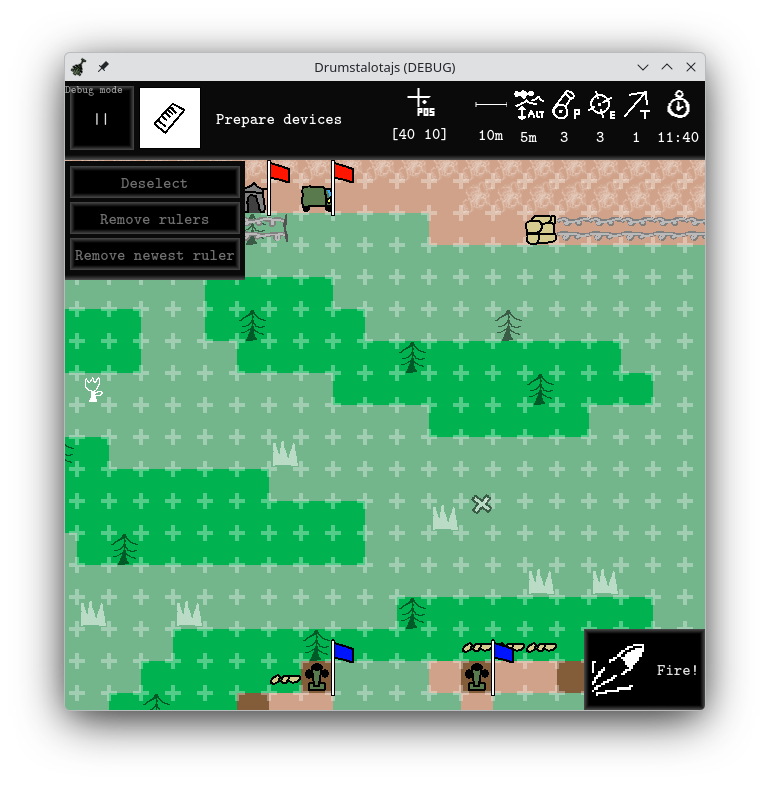 Drumstalotajs (DEBUG)
Debug mode
Prepare devices
POS
[40 10]
10m
ALT
5m
P
3
E
3
T
1
11:40
Deselect
Remove rulers
Remove newest ruler
Fire!